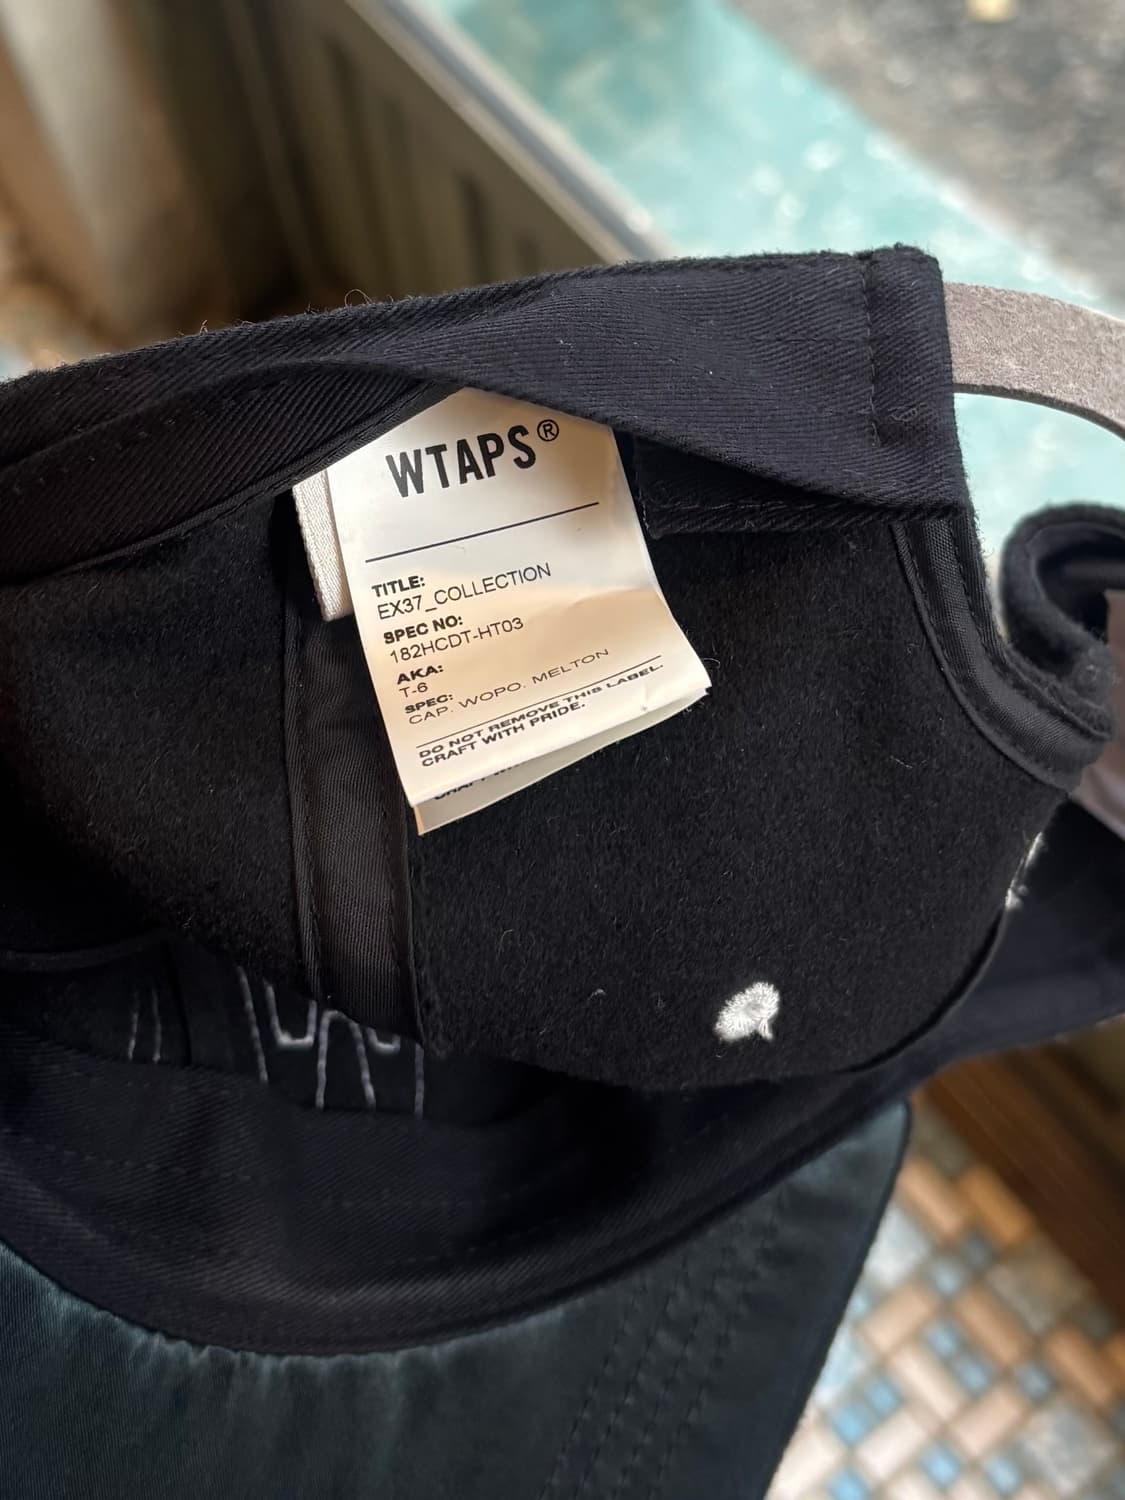 WTAPS®
TITLE:
EX37_COLLECTION
SPEC NO:
182HCDT-HT03
AKA:
T-6
SPEC:
CAP. WOPO. MELTON
DO NOT REMOVE THIS LABEL.
CRAFT WITH PRIDE.